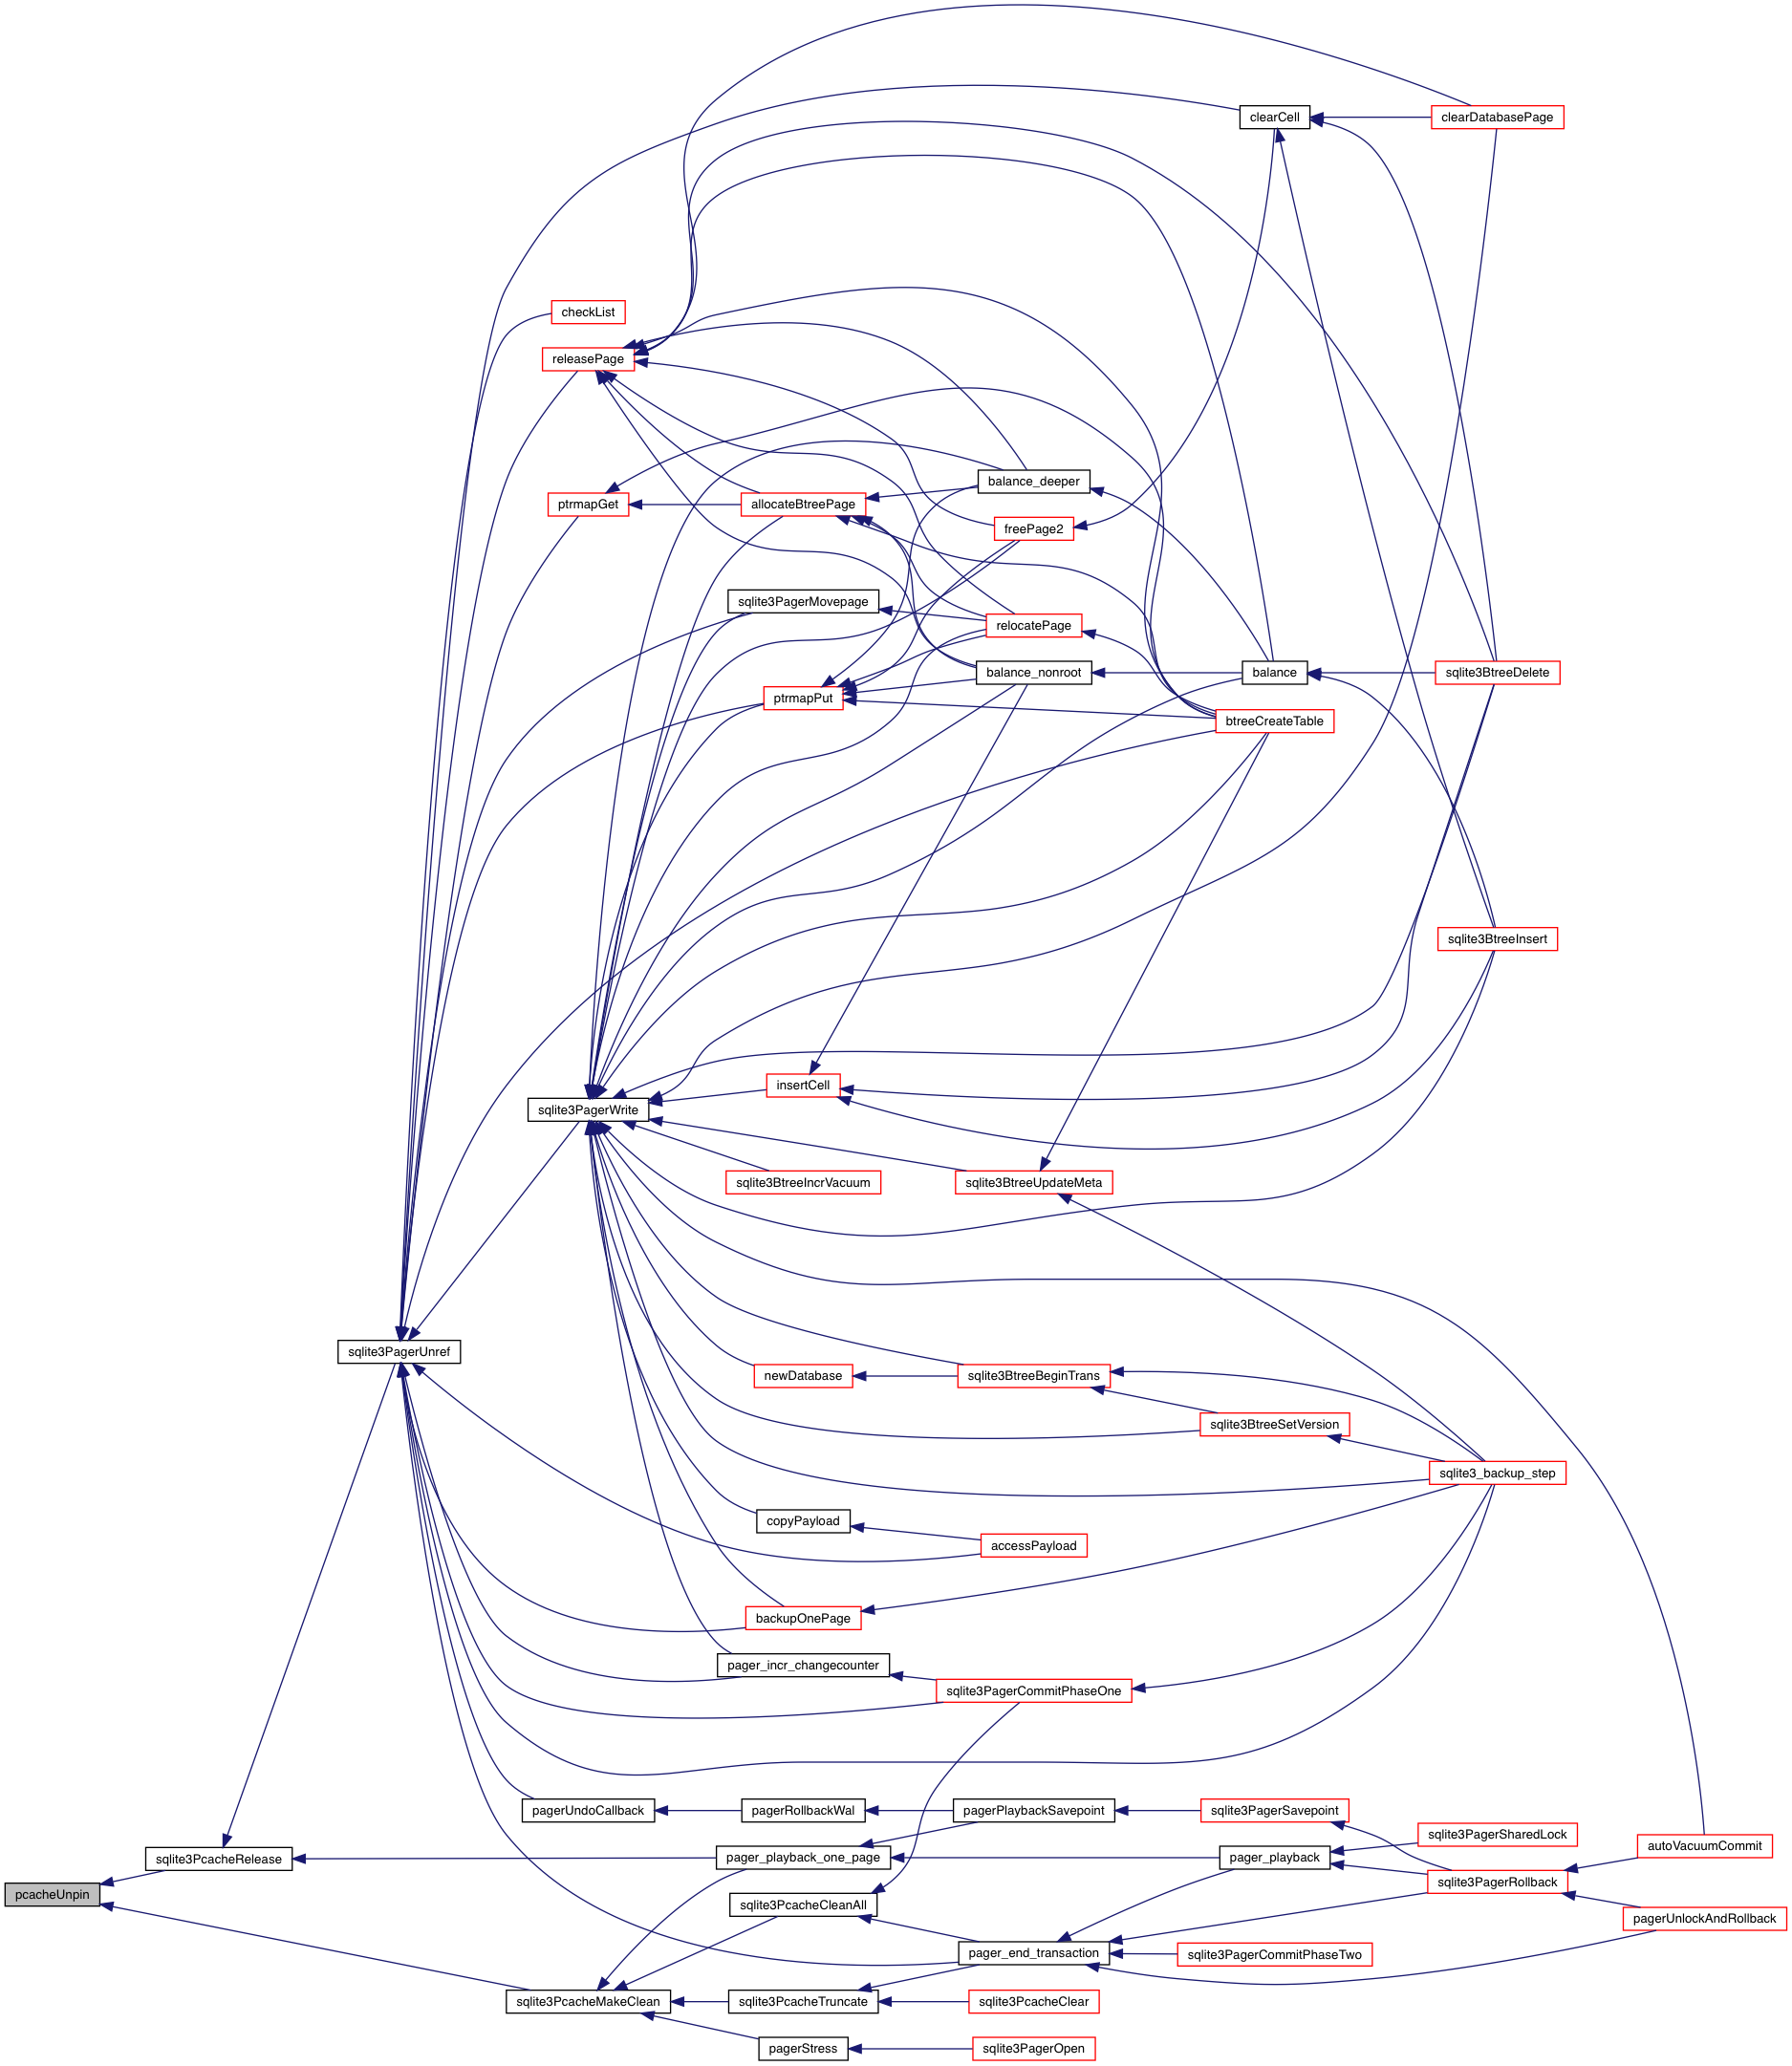 clearCell
clearDatabasePage
checkList
releasePage
balance_deeper
ptrmapGet
allocateBtreePage
freePage2
sqlite3PagerMovepage
relocatePage
balance_nonroot
balance
sqlite3BtreeDelete
ptrmapPut
btreeCreateTable
sqlite3BtreeInsert
insertCell
sqlite3PagerWrite
sqlite3BtreeIncrVacuum
sqlite3BtreeUpdateMeta
sqlite3PagerUnref
newDatabase
sqlite3BtreeBeginTrans
sqlite3BtreeSetVersion
sqlite3_backup_step
copyPayload
accessPayload
backupOnePage
pager_incr_changecounter
sqlite3PagerCommitPhaseOne
pagerUndoCallback
pagerRollbackWal
pagerPlaybackSavepoint
sqlite3PagerSavepoint
sqlite3PagerSharedLock
autoVacuumCommit
sqlite3PcacheRelease
pager_playback_one_page
pager_playback
sqlite3PagerRollback
pcacheUnpin
sqlite3PcacheCleanAll
pagerUnlockAndRollback
pager_end_transaction
sqlite3PagerCommitPhaseTwo
sqlite3PcacheMakeClean
sqlite3PcacheTruncate
sqlite3PcacheClear
pagerStress
sqlite3PagerOpen